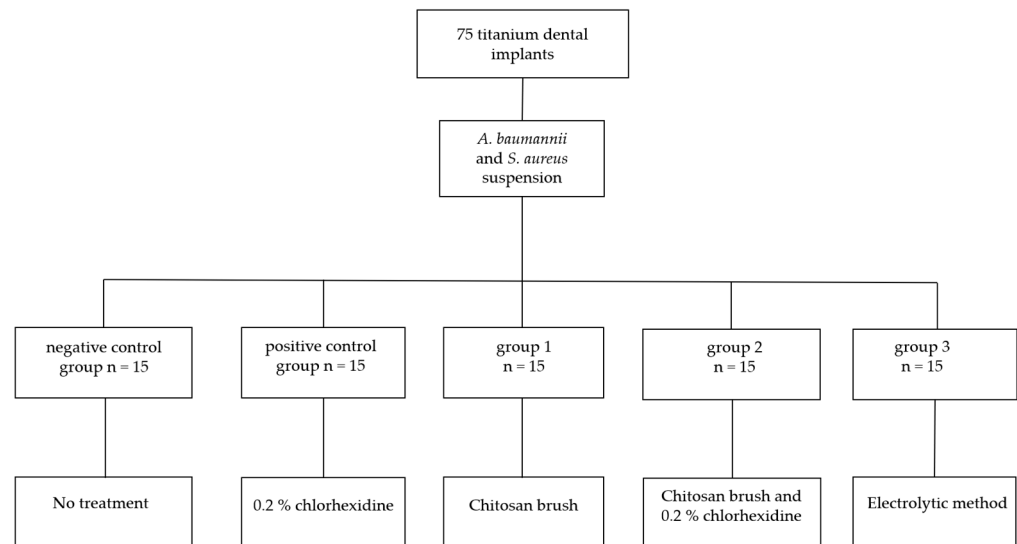 75 titanium dental
implants
A. baumannii
and S. aureus
suspension
negative control
group n = 15
positive control
group n = 15
group 1
n = 15
group 2
n = 15
group 3
n = 15
No treatment
0.2 % chlorhexidine
Chitosan brush
Chitosan brush and
0.2 % chlorhexidine
Electrolytic method